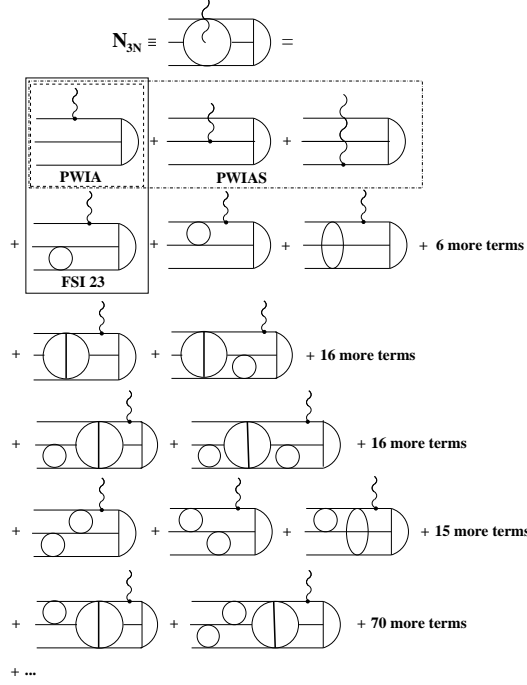 N3N ≡ =
+ +
PWIA PWIAS
+ + + + 6 more terms
FSI 23
+ + + 16 more terms
+ + + 16 more terms
+ + + + 15 more terms
+ + + 70 more terms
+ ...